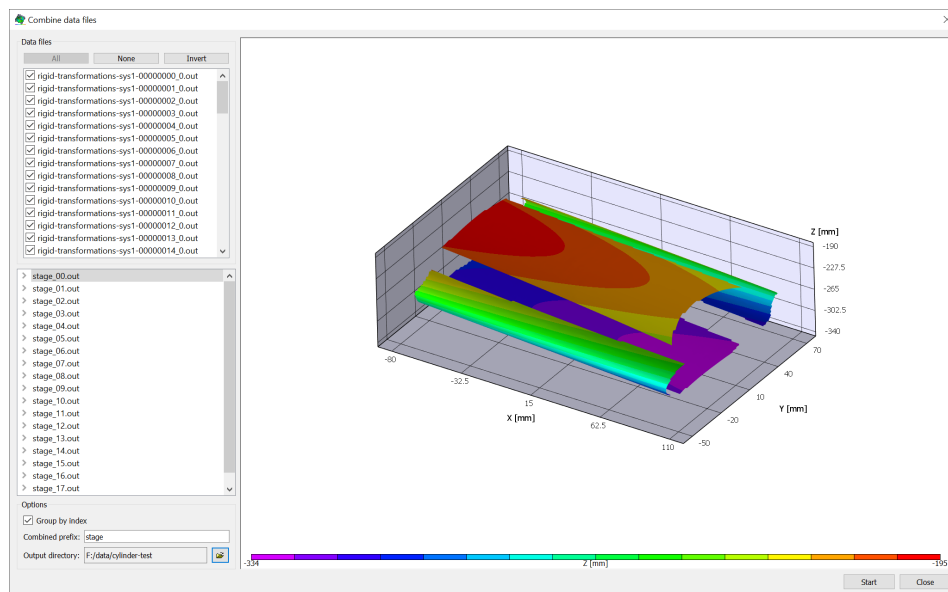 Combine data files
Data files
All None Invert
rigid-transformations-sys1-00000000_0.out
rigid-transformations-sys1-00000001_0.out
rigid-transformations-sys1-00000002_0.out
rigid-transformations-sys1-00000003_0.out
rigid-transformations-sys1-00000004_0.out
rigid-transformations-sys1-00000005_0.out
rigid-transformations-sys1-00000006_0.out
rigid-transformations-sys1-00000007_0.out
rigid-transformations-sys1-00000008_0.out
rigid-transformations-sys1-00000009_0.out
rigid-transformations-sys1-00000010_0.out
rigid-transformations-sys1-00000011_0.out
rigid-transformations-sys1-00000012_0.out
rigid-transformations-sys1-00000013_0.out
rigid-transformations-sys1-00000014_0.out
stage_00.out
stage_01.out
stage_02.out
stage_03.out
stage_04.out
stage_05.out
stage_06.out
stage_07.out
stage_08.out
stage_09.out
stage_10.out
stage_11.out
stage_12.out
stage_13.out
stage_14.out
stage_15.out
stage_16.out
stage_17.out
Options
Group by index
Combined prefix: stage
Output directory: F:/data/cylinder-test
Z [mm]
-190
-227.5
-265
-302.5
-340
70
40
10
-20
-50
Y [mm]
-80
-32.5
15
62.5
110
X [mm]
-334 Z [mm] -195
Start Close